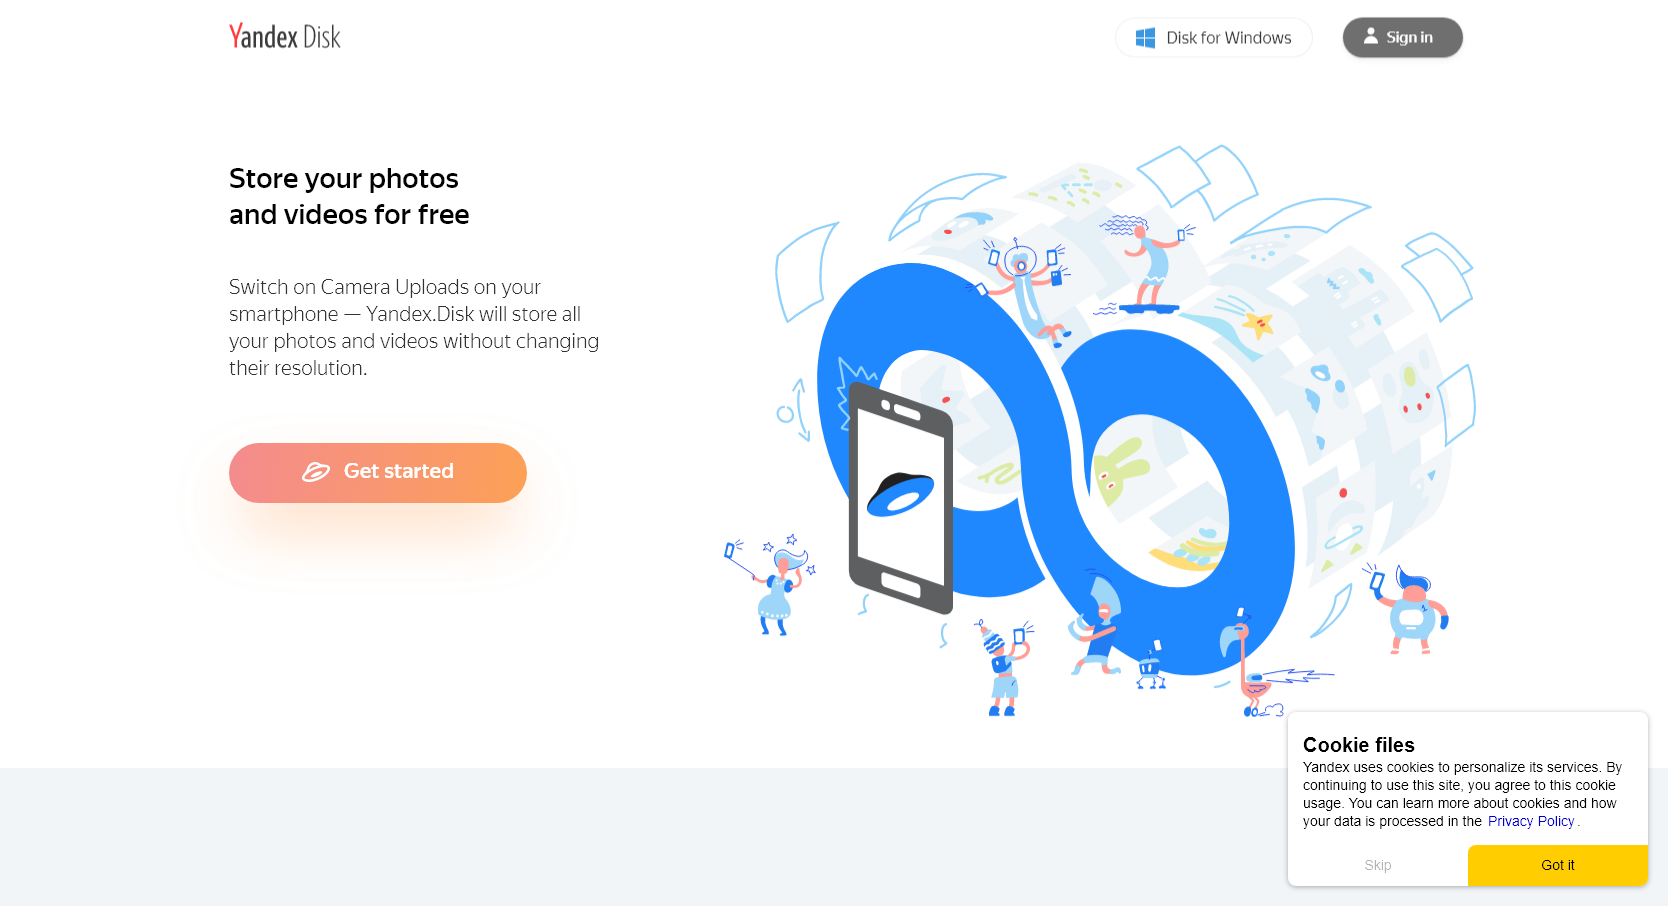 Yandex Disk
Disk for Windows
Sign in
Store your photos
and videos for free
Switch on Camera Uploads on your
smartphone — Yandex.Disk will store all
your photos and videos without changing
their resolution.
Get started
Cookie files
Yandex uses cookies to personalize its services. By
continuing to use this site, you agree to this cookie
usage. You can learn more about cookies and how
your data is processed in the Privacy Policy.
Skip
Got it